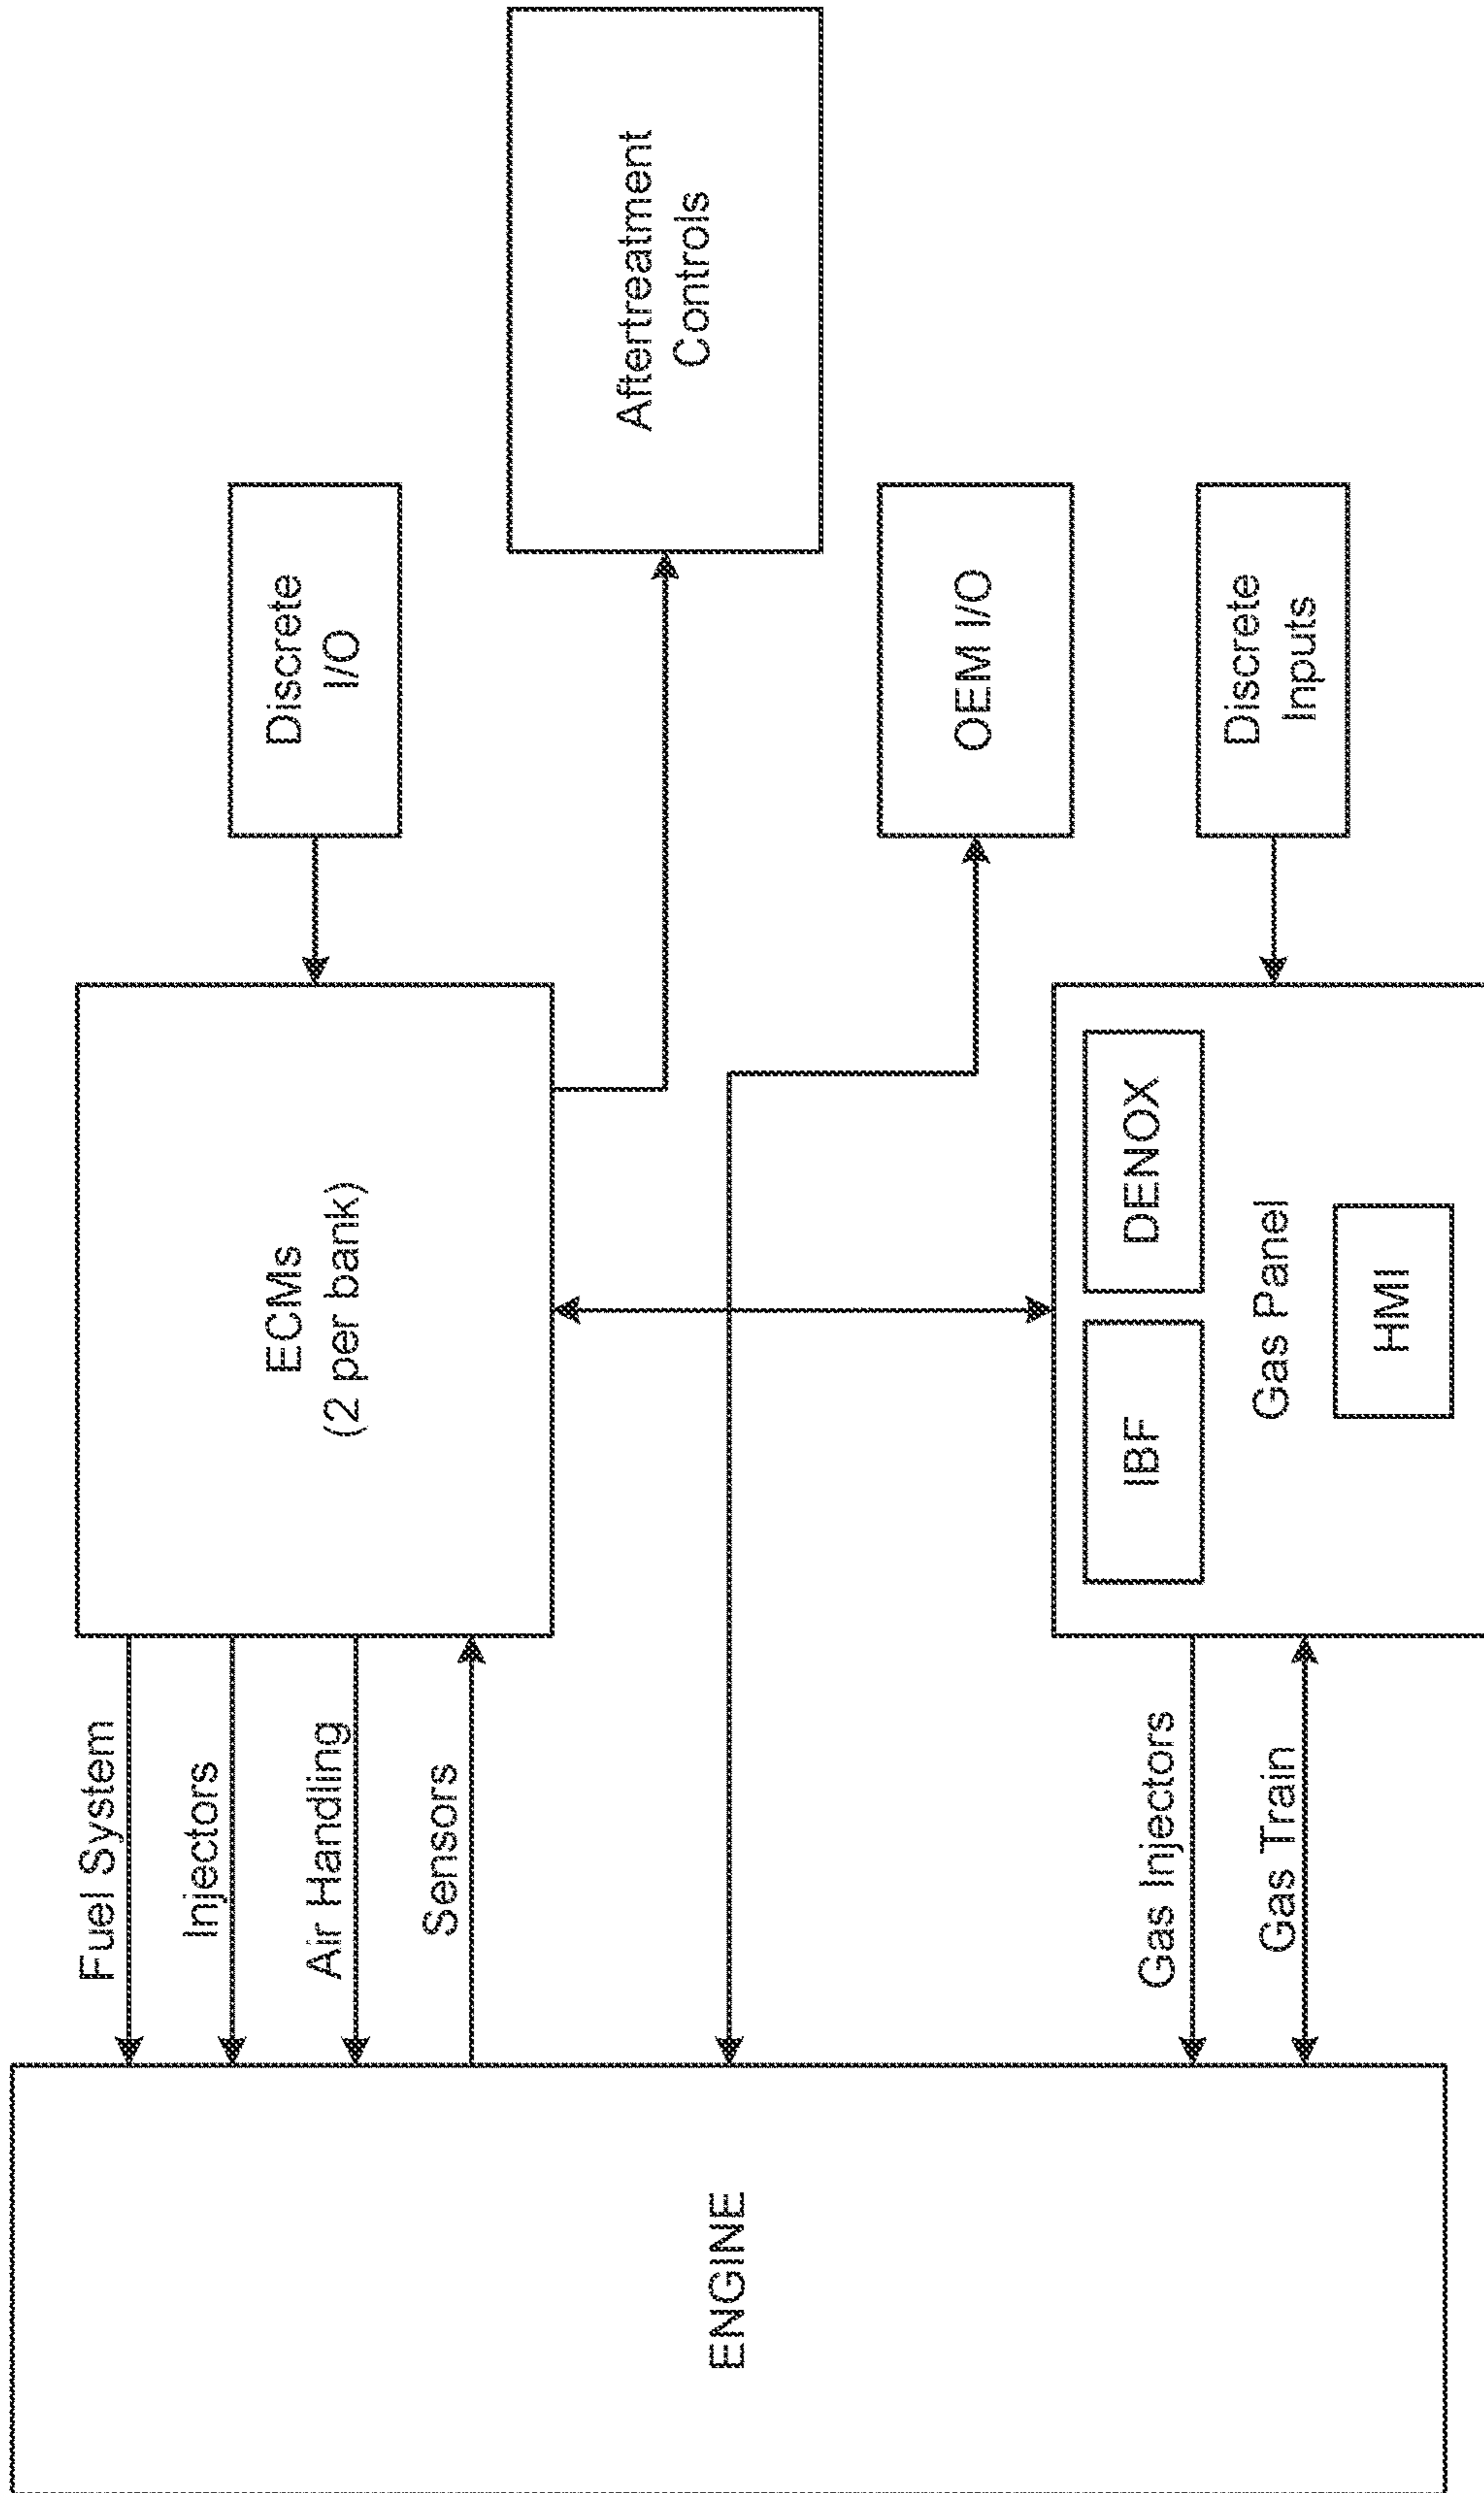 ENGINE
Fuel System
Injectors
Air Handling
Sensors
Gas Injectors
Gas Train
ECMs
(2 per bank)
IBF
DENOX
Gas Panel
HMI
Discrete
I/O
Aftertreatment
Controls
OEM I/O
Discrete
Inputs